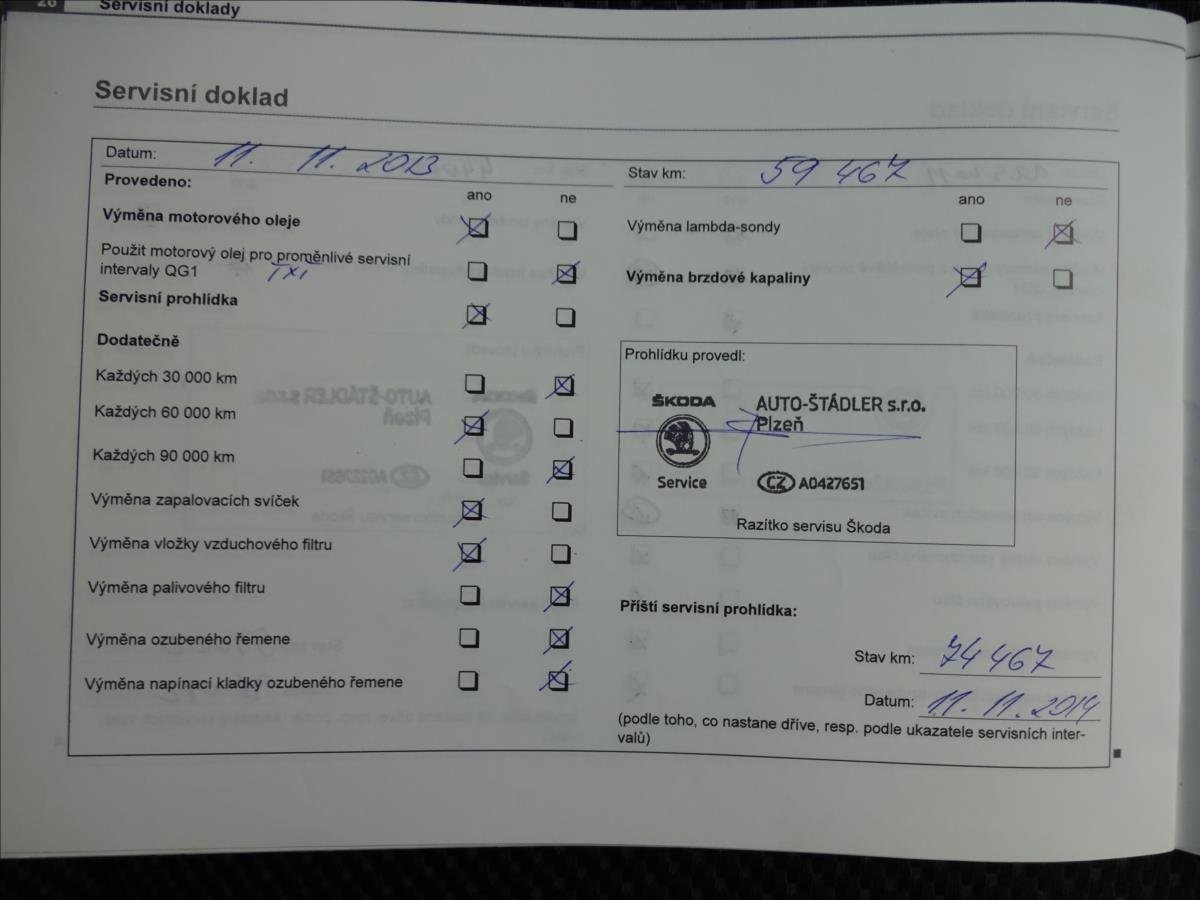 26 Servisní doklady
Servisní doklad
Datum: 11. 11. 2013
Stav km: 59 467
Provedeno:
ano ne
ano ne
Výměna motorového oleje
Výměna lambda-sondy
Použit motorový olej pro proměnlivé servisní
intervaly QG1
Výměna brzdové kapaliny
Servisní prohlídka
Dodatečně
Každých 30 000 km
Každých 60 000 km
Každých 90 000 km
Výměna zapalovacích svíček
Výměna vložky vzduchového filtru
Výměna palivového filtru
Výměna ozubeného řemene
Výměna napínací kladky ozubeného řemene
Prohlídku provedl:
ŠKODA
AUTO-ŠTÁDLER s.r.o.
Plzeň
Service
CZ A0427651
Razítko servisu Škoda
Příští servisní prohlídka:
Stav km: 74 467
Datum: 11. 11. 2014
(podle toho, co nastane dříve, resp. podle ukazatele servisních inter-
valů)